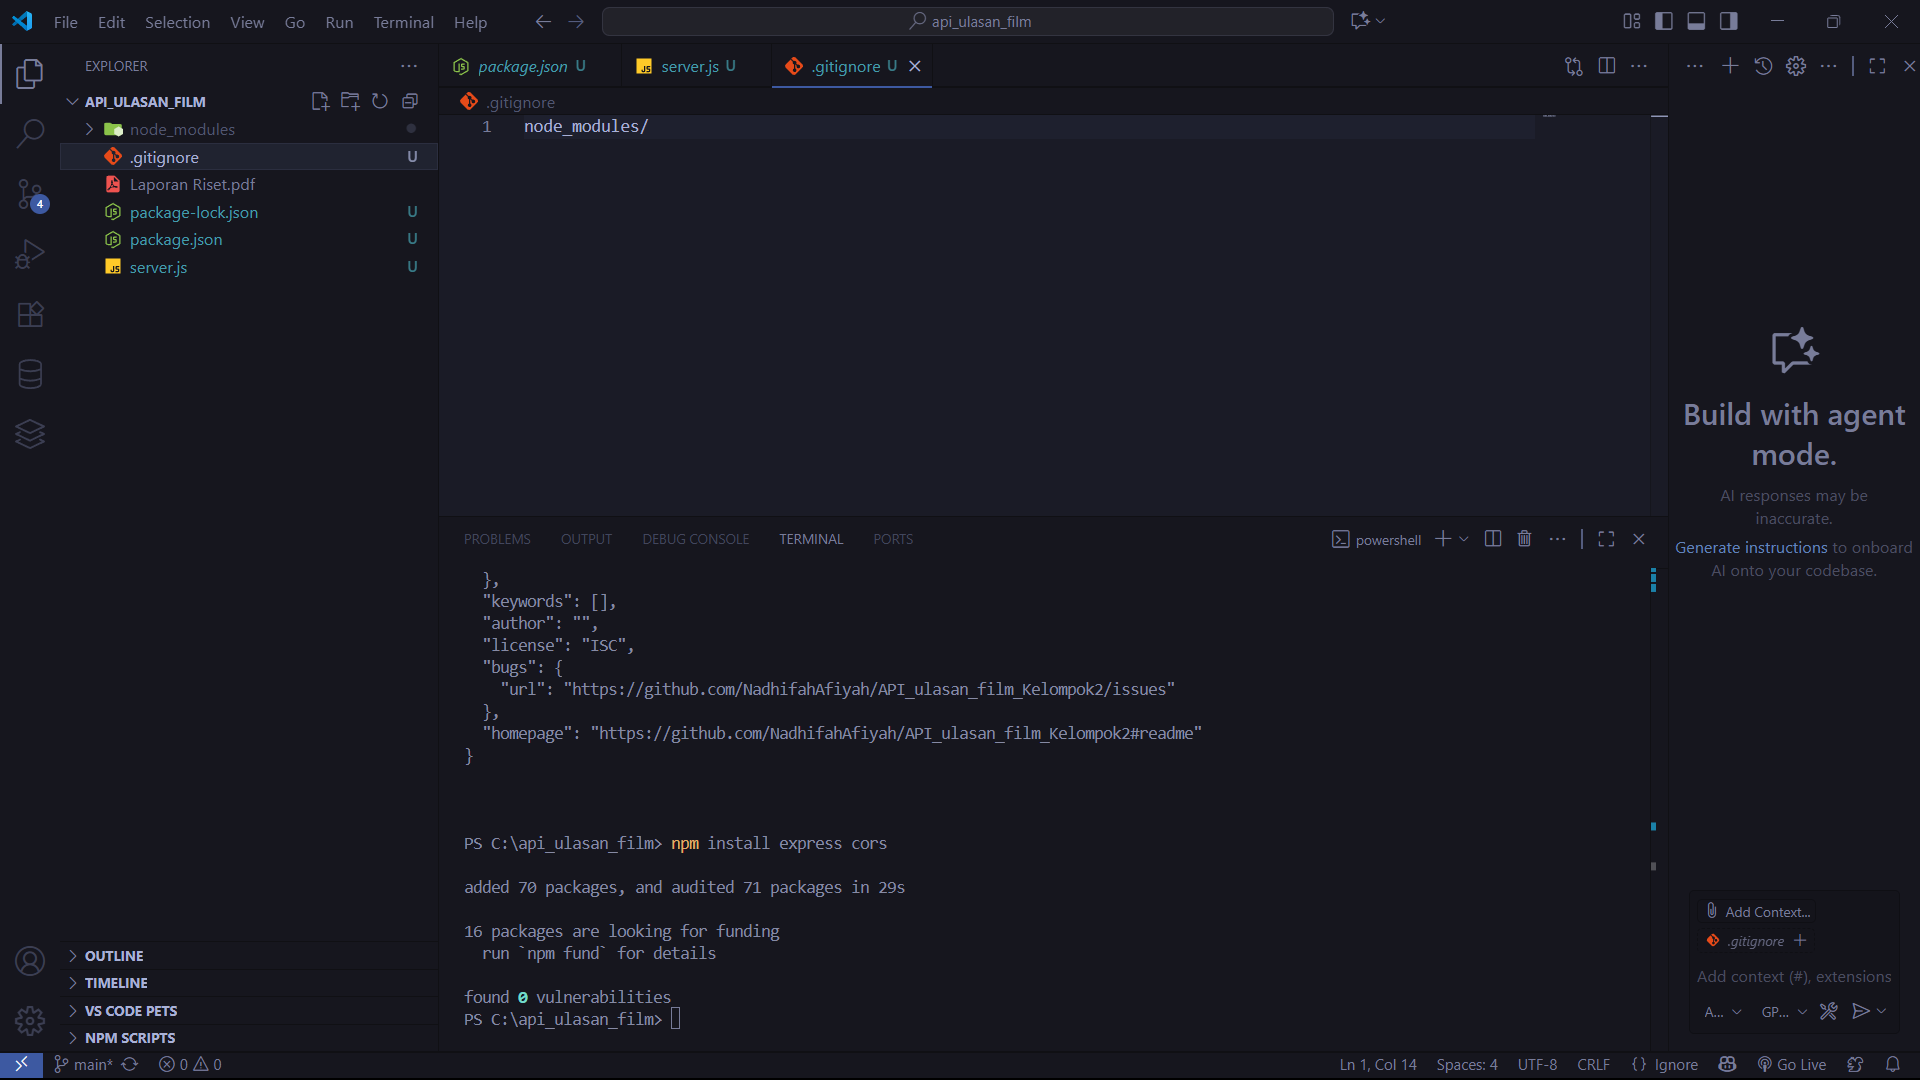 File Edit Selection View Go Run Terminal Help
api_ulasan_film
EXPLORER
API_ULASAN_FILM
node_modules
.gitignore U
Laporan Riset.pdf
package-lock.json U
package.json U
server.js U
OUTLINE
TIMELINE
VS CODE PETS
NPM SCRIPTS
4
package.json U
server.js U
.gitignore U
.gitignore
1 node_modules/
PROBLEMS OUTPUT DEBUG CONSOLE TERMINAL PORTS
powershell
},
"keywords": [],
"author": "",
"license": "ISC",
"bugs": {
"url": "https://github.com/NadhifahAfiyah/API_ulasan_film_Kelompok2/issues"
},
"homepage": "https://github.com/NadhifahAfiyah/API_ulasan_film_Kelompok2#readme"
}
PS C:\api_ulasan_film> npm install express cors
added 70 packages, and audited 71 packages in 29s
16 packages are looking for funding
run `npm fund` for details
found 0 vulnerabilities
PS C:\api_ulasan_film>
Build with agent
mode.
AI responses may be
inaccurate.
Generate instructions to onboard
AI onto your codebase.
Add Context...
.gitignore
Add context (#), extensions
A... GP...
main* 0 0
Ln 1, Col 14 Spaces: 4 UTF-8 CRLF {} Ignore Go Live